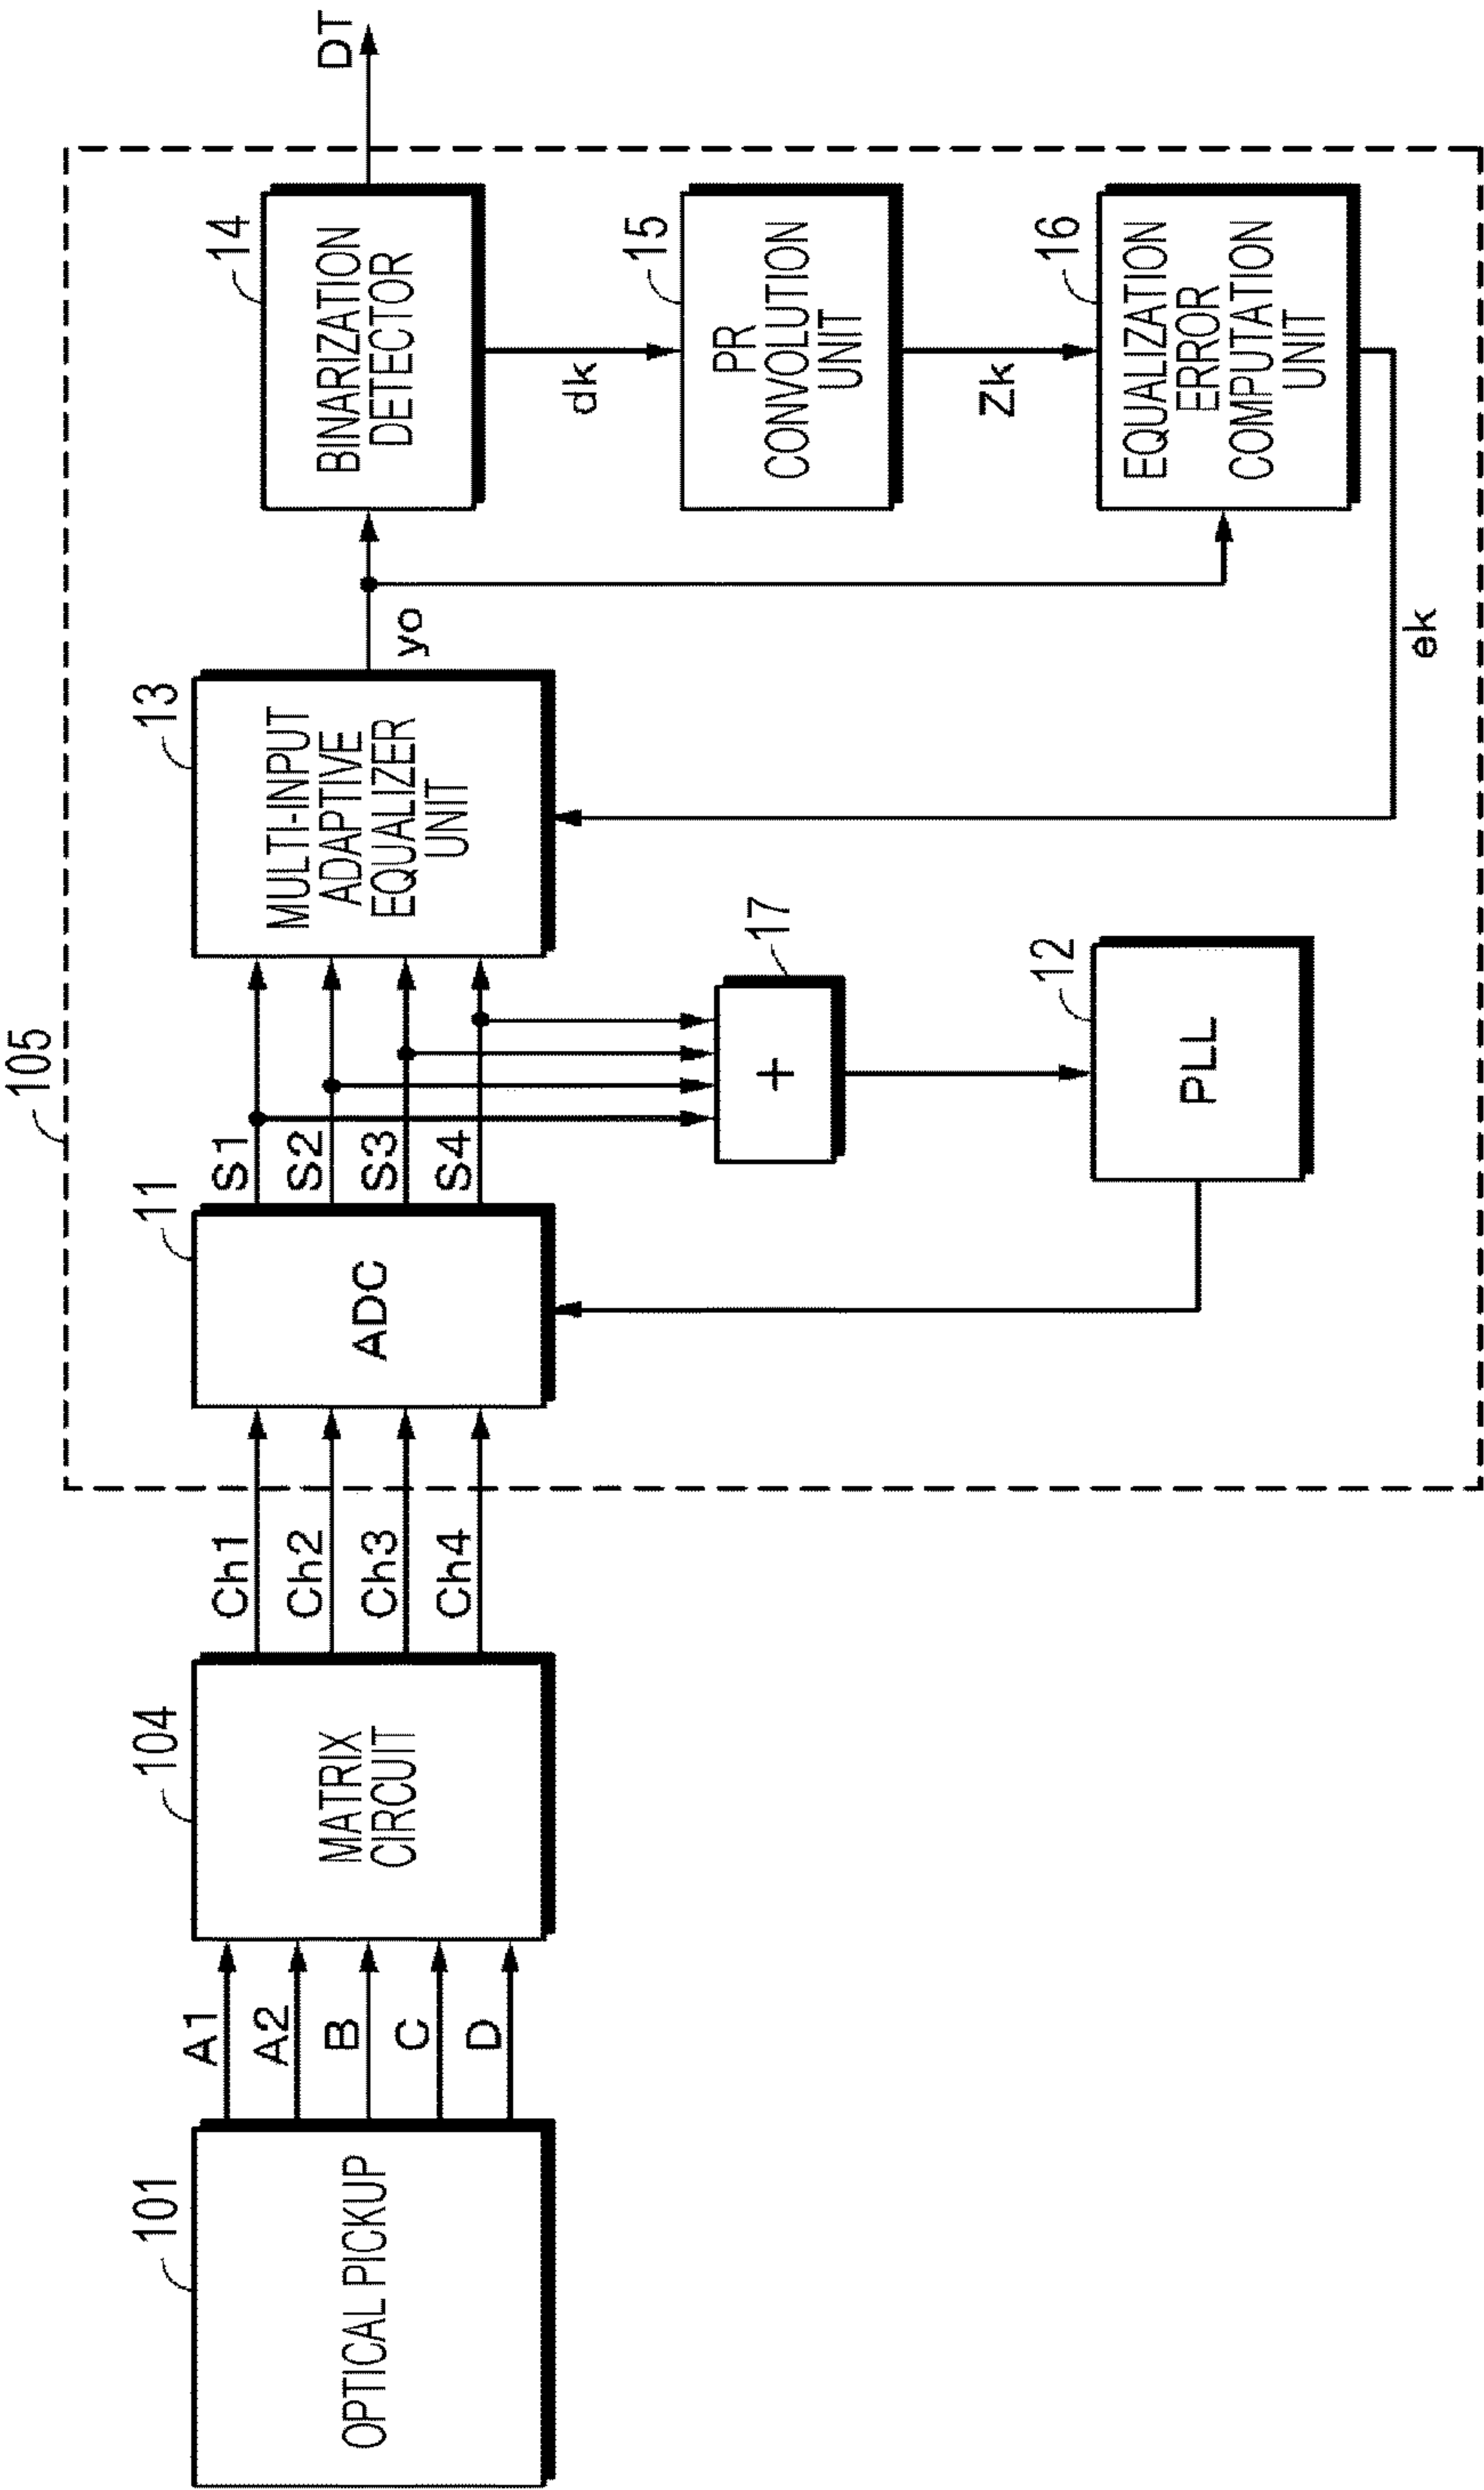 105
101
OPTICAL PICKUP
A1
A2
B
C
D
104
MATRIX
CIRCUIT
Ch1
Ch2
Ch3
Ch4
11
ADC
S1
S2
S3
S4
17
+
12
PLL
13
MULTI-INPUT
ADAPTIVE
EQUALIZER
UNIT
yo
ek
14
BINARIZATION
DETECTOR
DT
dk
15
PR
CONVOLUTION
UNIT
Zk
16
EQUALIZATION
ERROR
COMPUTATION
UNIT